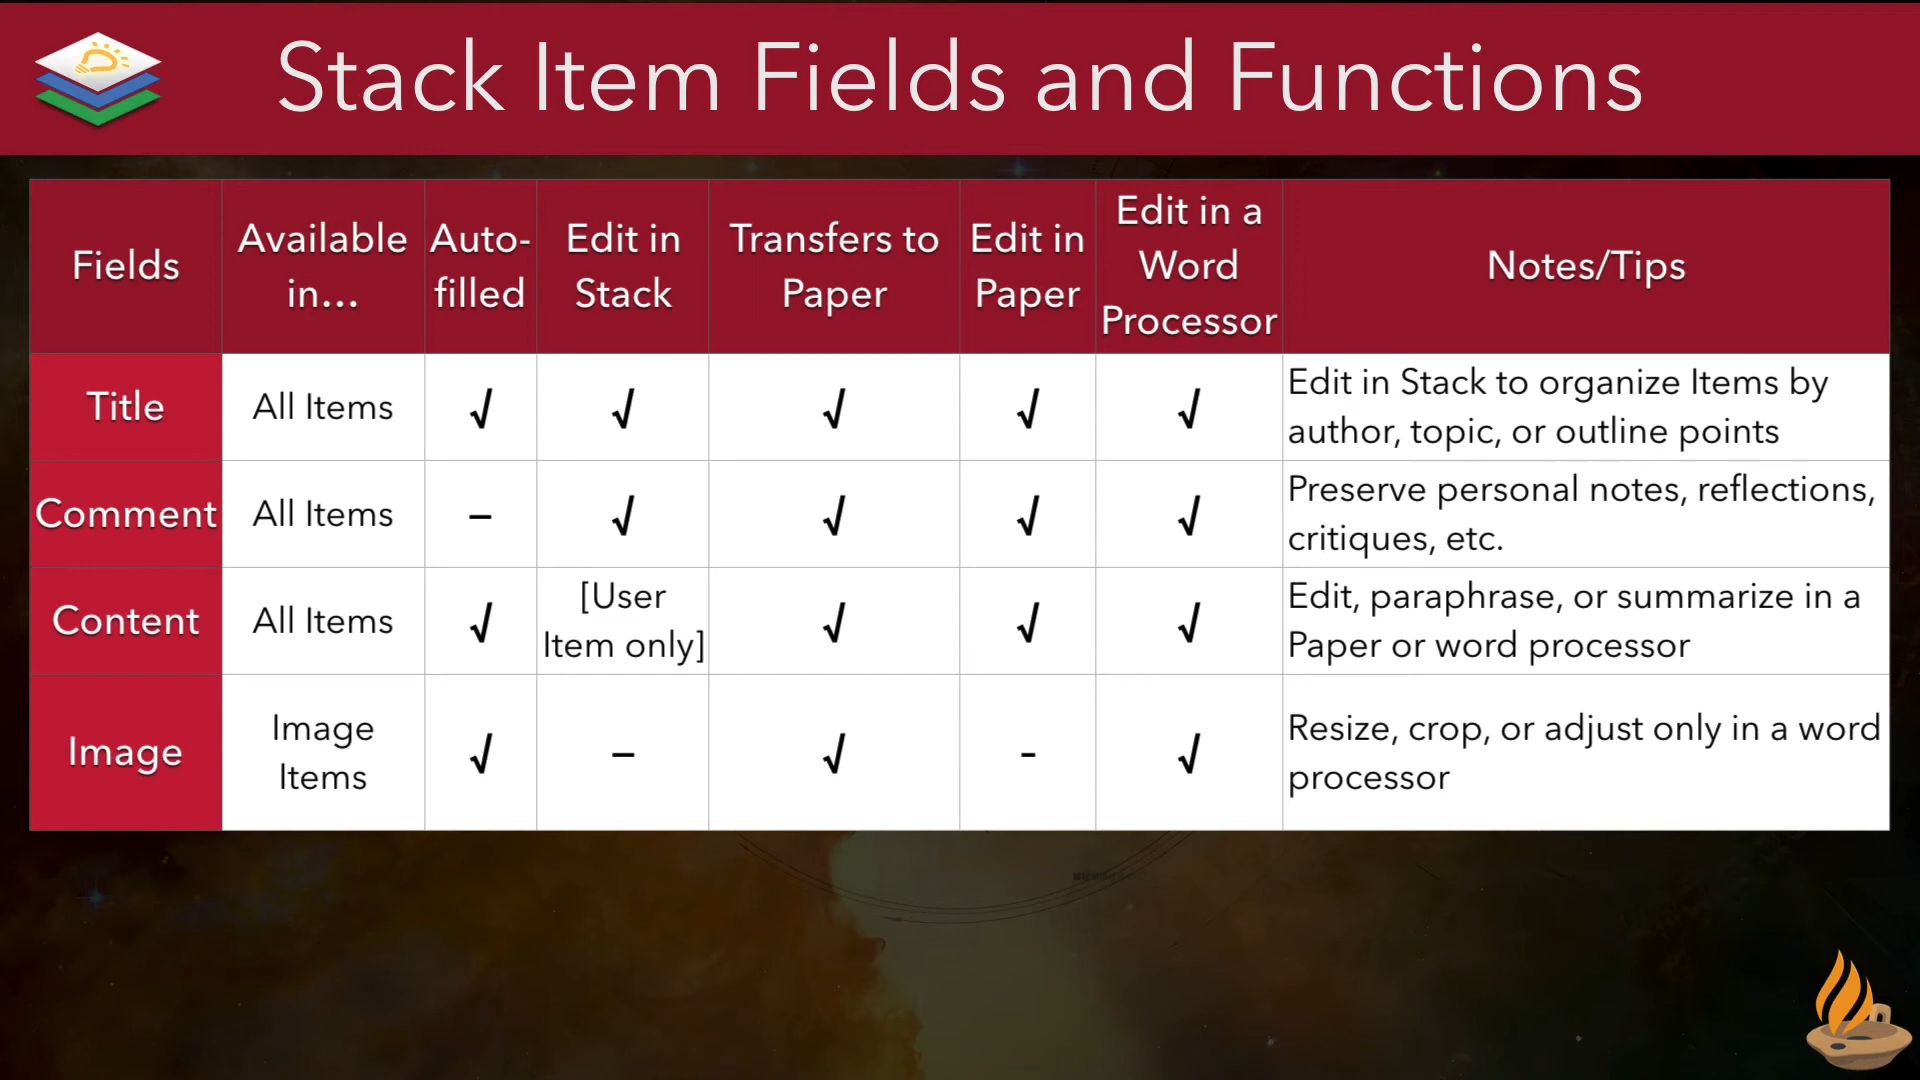 Stack Item Fields and Functions
Fields
Available
in...
Auto-
filled
Edit in
Stack
Transfers to
Paper
Edit in
Paper
Edit in a
Word
Processor
Notes/Tips
Title
All Items
√
√
√
√
√
Edit in Stack to organize Items by
author, topic, or outline points
Comment
All Items
–
√
√
√
√
Preserve personal notes, reflections,
critiques, etc.
Content
All Items
√
[User
Item only]
√
√
√
Edit, paraphrase, or summarize in a
Paper or word processor
Image
Image
Items
√
–
√
-
√
Resize, crop, or adjust only in a word
processor